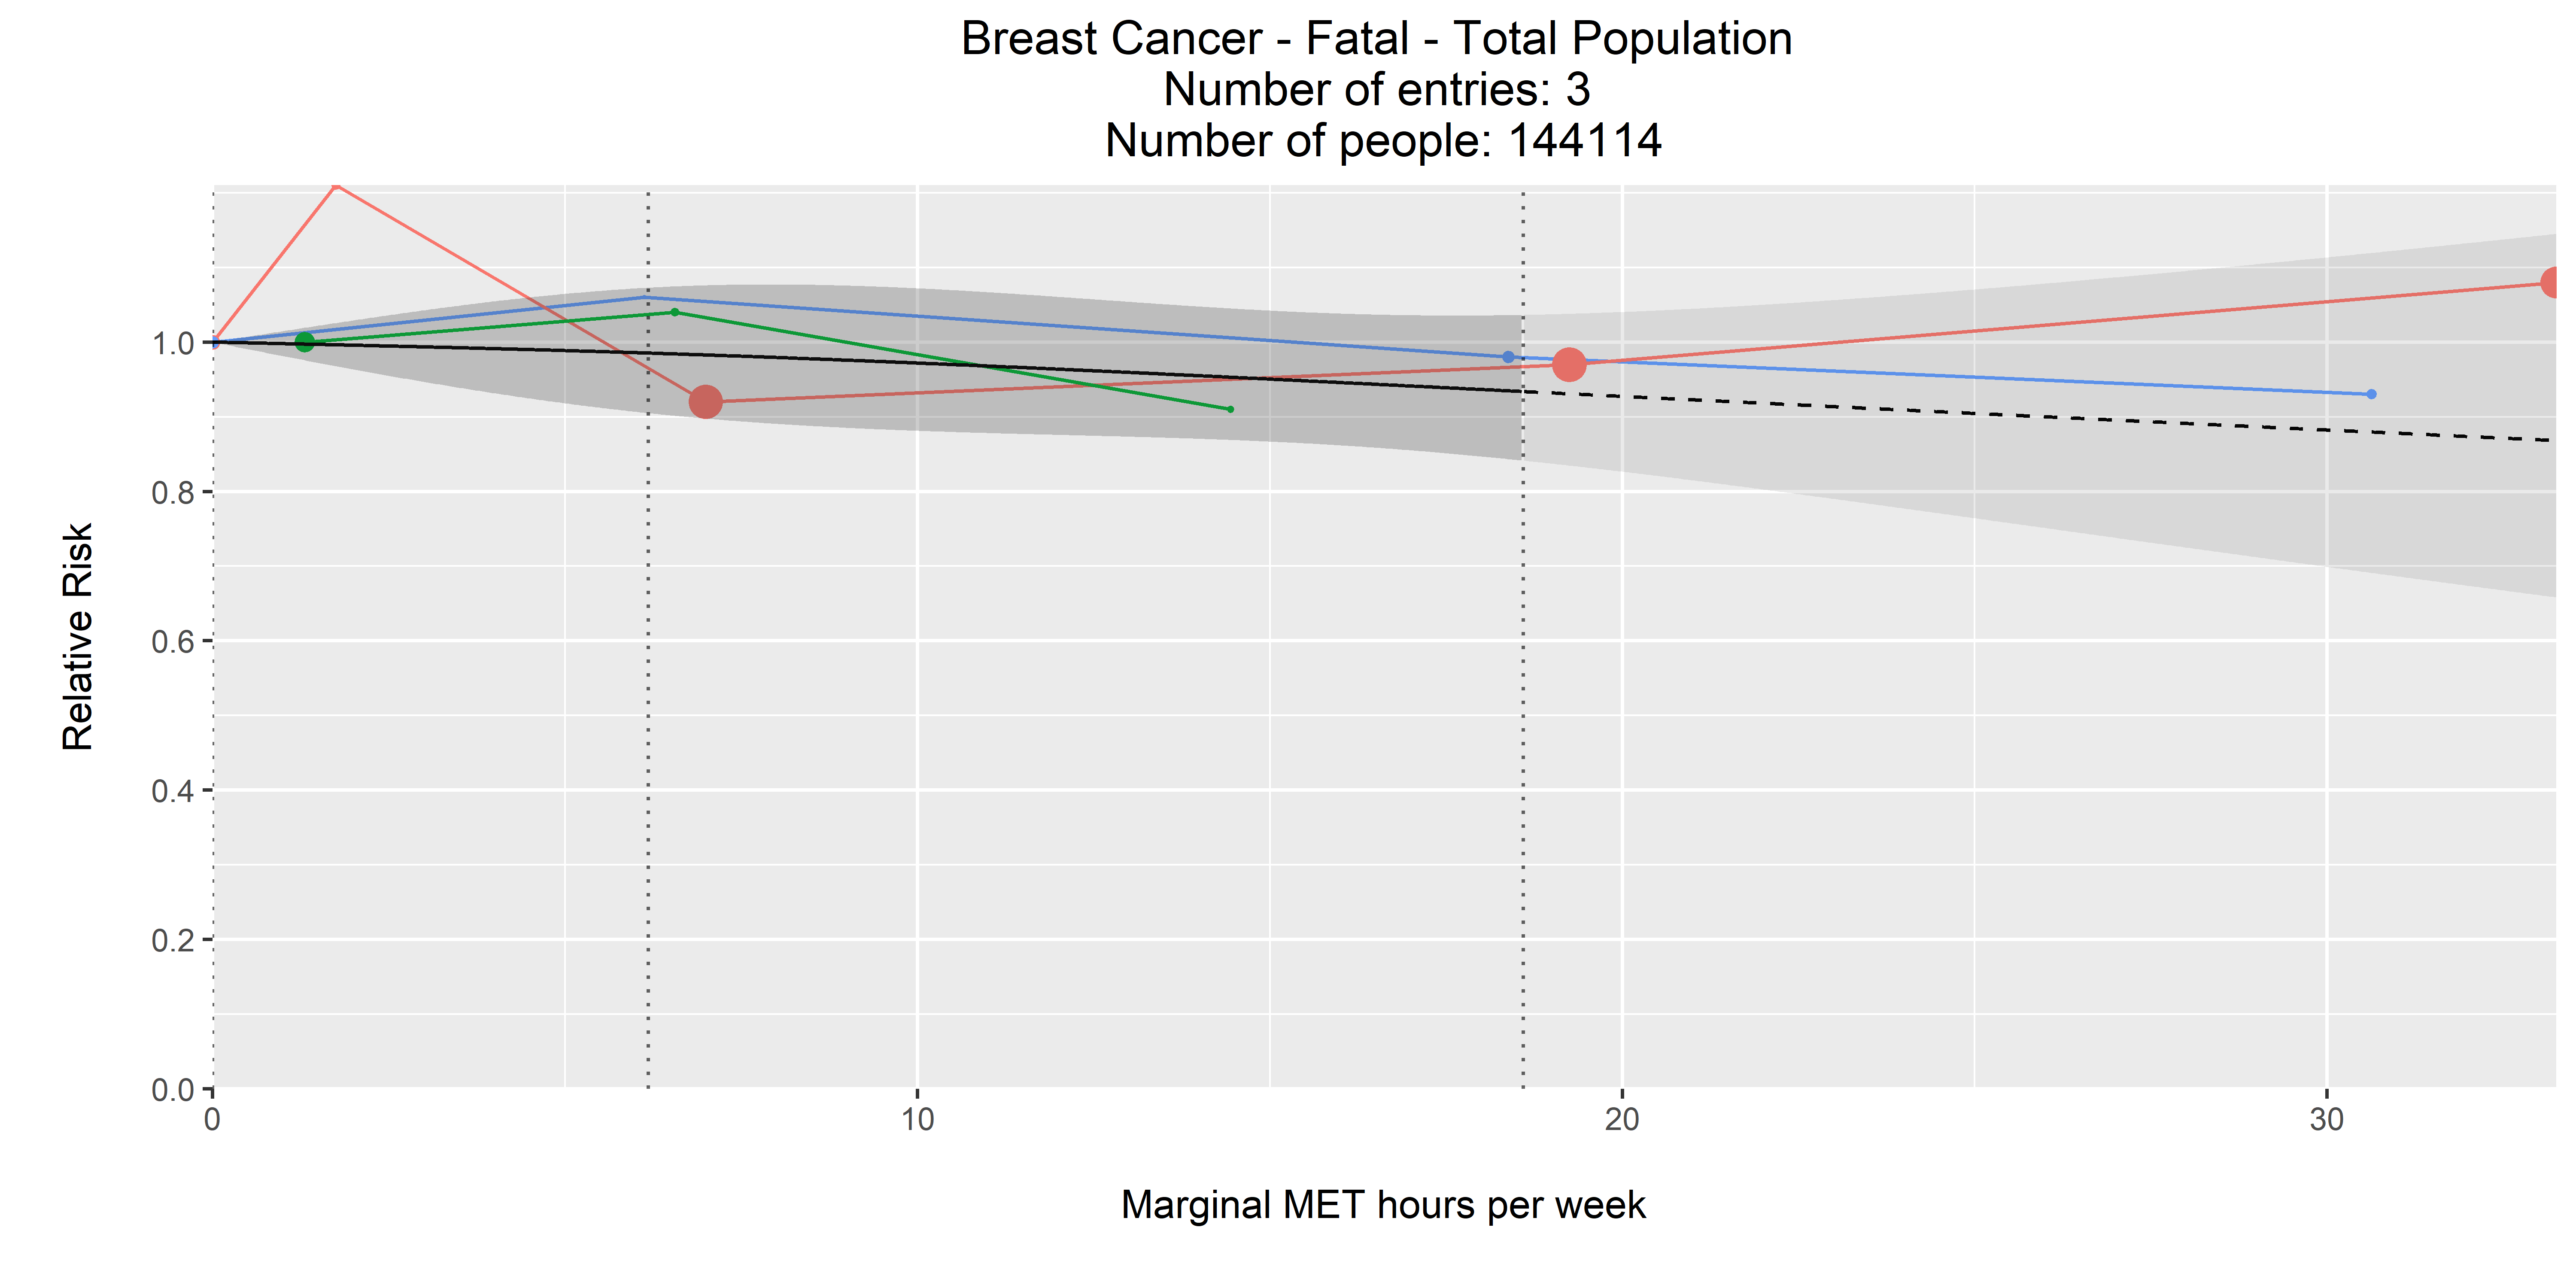 Breast Cancer - Fatal - Total Population
Number of entries: 3
Number of people: 144114
Relative Risk
1.0
0.8
0.6
0.4
0.2
0.0
0
10
20
30
Marginal MET hours per week